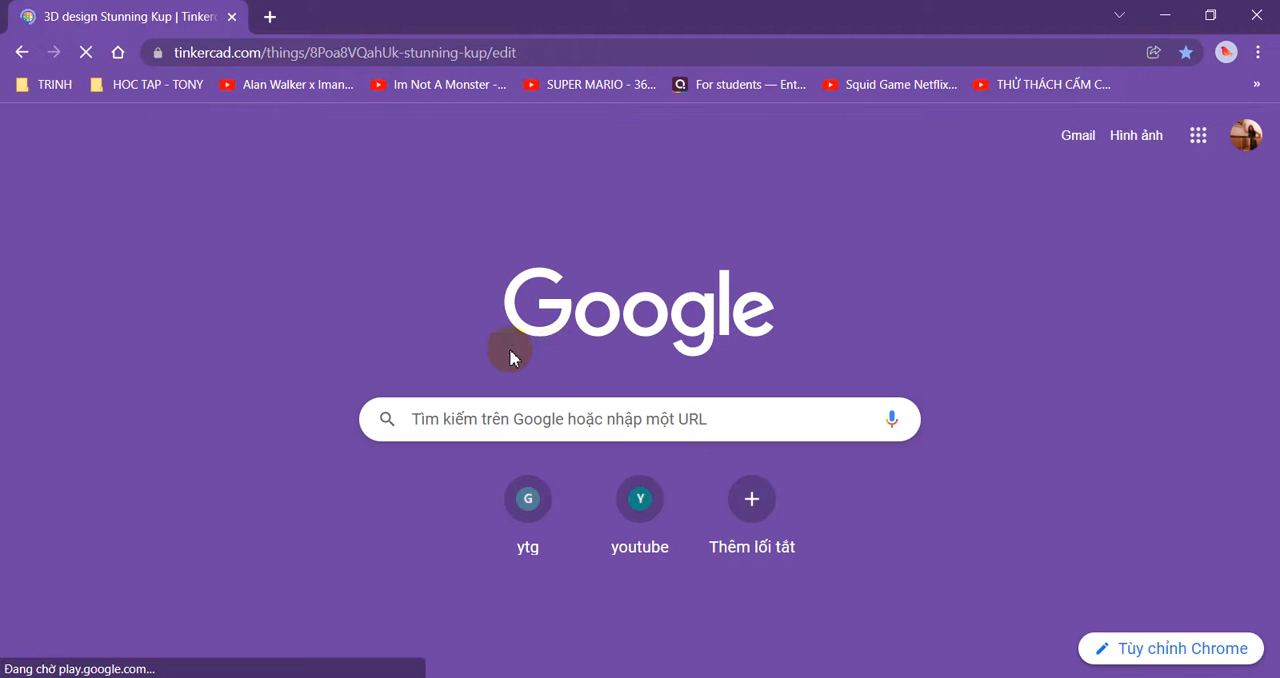 3D design Stunning Kup | Tinker
tinkercad.com/things/8Poa8VQahUk-stunning-kup/edit
TRINH HOC TAP - TONY Alan Walker x Iman... Im Not A Monster -... SUPER MARIO - 36... For students — Ent... Squid Game Netflix... THỬ THÁCH CẤM C... »
Gmail Hình ảnh
Google
Tìm kiếm trên Google hoặc nhập một URL
G Y
ytg youtube Thêm lối tắt
Tùy chỉnh Chrome
Đang chờ play.google.com...